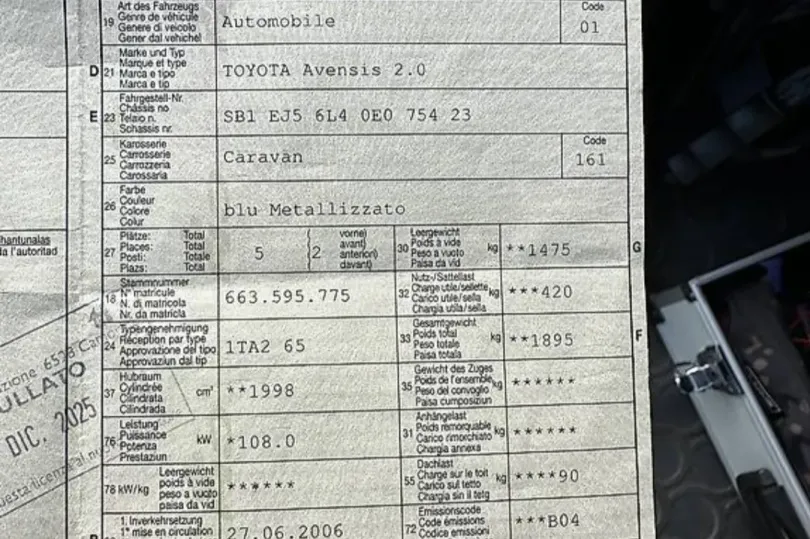 19 Art des Fahrzeugs
Genre de véhicule
Genere di veicolo
Gener dal vehichel
Automobile
Code
01
D 21 Marke und Typ
Marque et type
Marca e tipo
Marca e tip
TOYOTA Avensis 2.0
E 23 Fahrgestell-Nr.
Châssis no
Telaio n.
Schassis nr.
SB1 EJ5 6L4 0E0 754 23
25 Karosserie
Carrosserie
Carrozzeria
Carossaria
Caravan
Code
161
26 Farbe
Couleur
Colore
Colur
blu Metallizzato
27 Plätze: Total
Places: Total
Posti: Totale
Plazs: Total
5
(2
vorne)
avant)
anteriori)
davant)
30 Leergewicht
Poids à vide
Peso a vuoto
Paisa da vid
kg
**1475
G
18 Stammnummer
N° matricule
N. di matricola
Nr. da matricla
663.595.775
32 Nutz-/Sattellast
Charge utile/sellette
Carico utile/sella
Chargia utila/sella
kg
***420
24 Typengenehmigung
Réception par type
Approvazione del tipo
Approvaziun dal tip
1TA2 65
33 Gesamtgewicht
Poids total
Peso totale
Paisa totala
kg
**1895
F
37 Hubraum
Cylindrée
Cilindrata
Cilindrada
cm³
**1998
35 Gewicht des Zuges
Poids de l'ensemble
Peso del convoglio
Paisa cumposiziun
kg
******
76 Leistung
Puissance
Potenza
Prestaziun
kW
*108.0
31 Anhängelast
Poids remorquable
Carico rimorchiato
Chargia annexa
kg
******
78 kW/kg
Leergewicht
poids à vide
peso a vuoto
paisa da vid
******
55 Dachlast
Charge sur le toit
Carico sul tetto
Chargia sin il tetg
kg
****90
1. Inverkehrsetzung
1re mise en circulation
27.06.2006
72 Emissionscode
Code émissions
Codice emissioni
***B04
DIC. 2025